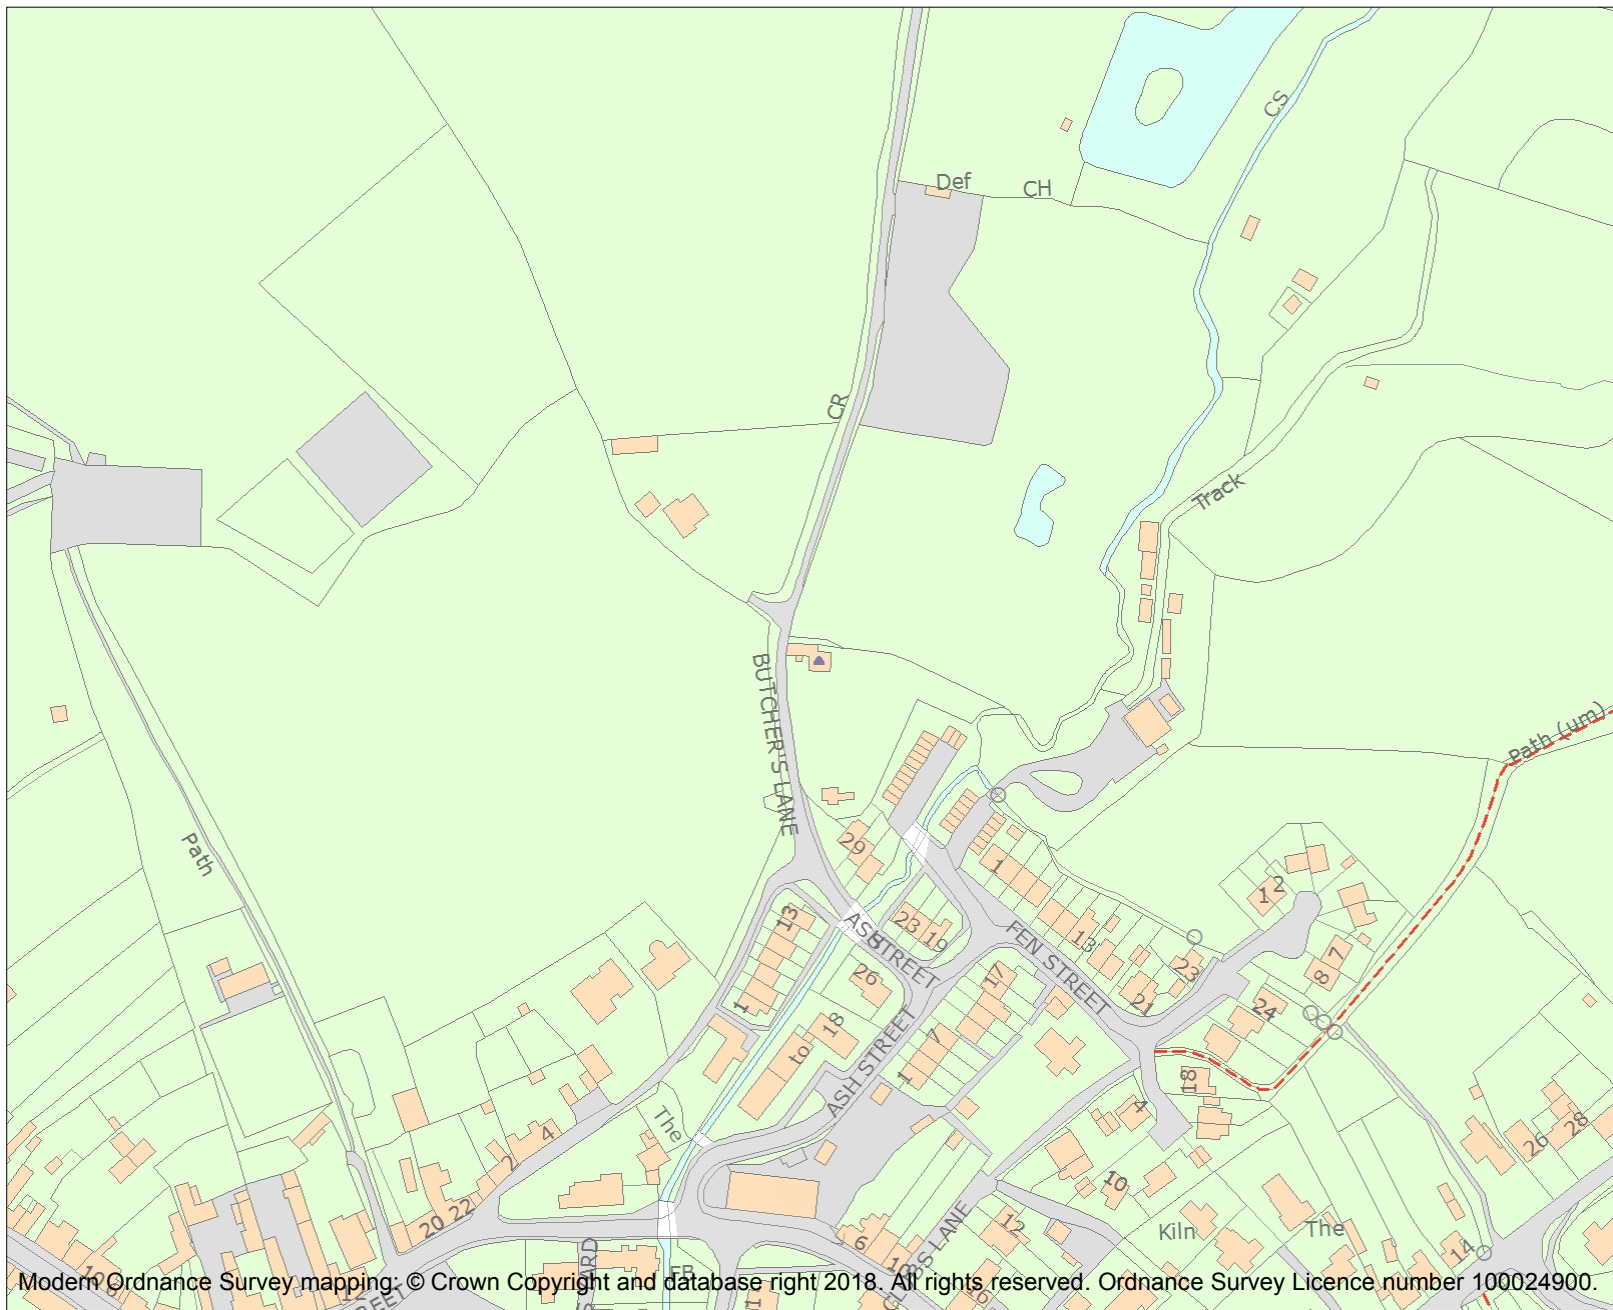 CS
Def
CH
CR
Track
BUTCHER'S LANE
Path (um)
Path
29
1
2
1
13
23
19
ASH STREET
FEN STREET
13
7
8
23
26
17
21
24
1
18
to
7
1
ASH STREET
18
4
The
4
2
26
28
10
20 22
12
Kiln
The
6
14
10
FB
16
Modern Ordnance Survey mapping: © Crown Copyright and database right 2018. All rights reserved. Ordnance Survey Licence number 100024900.